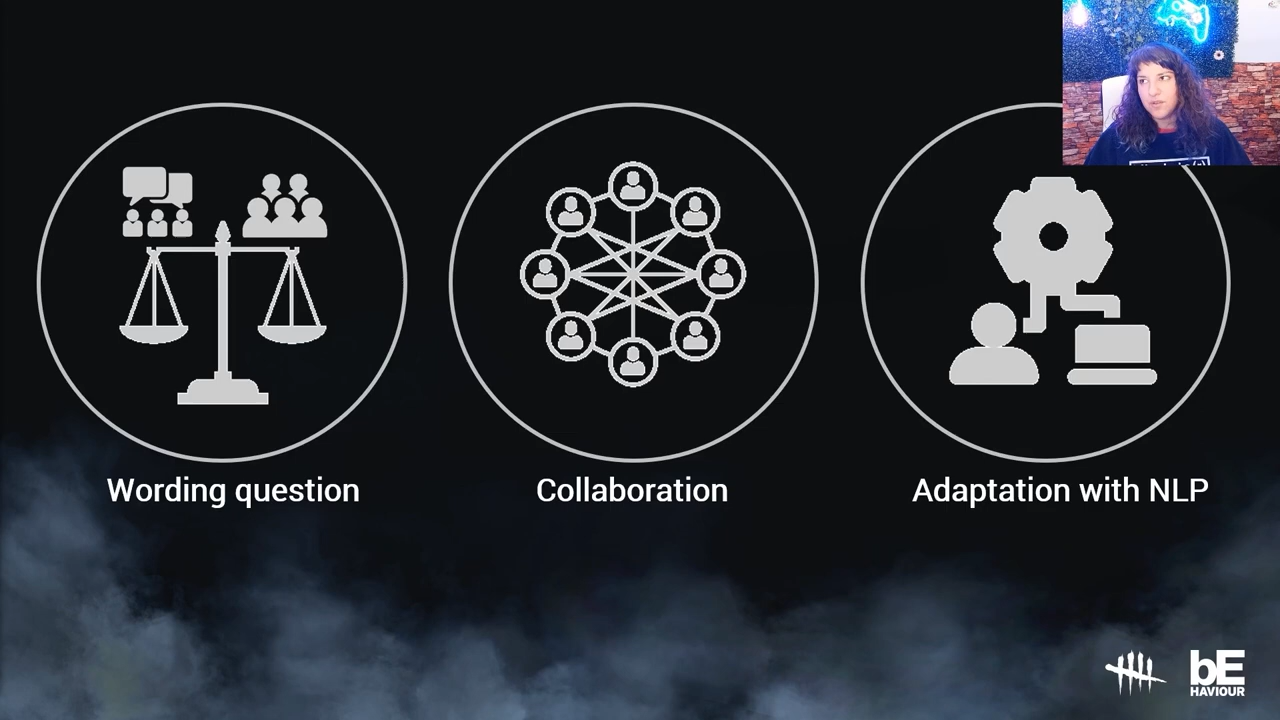 Wording question
Collaboration
Adaptation with NLP
bE
HAVIOUR